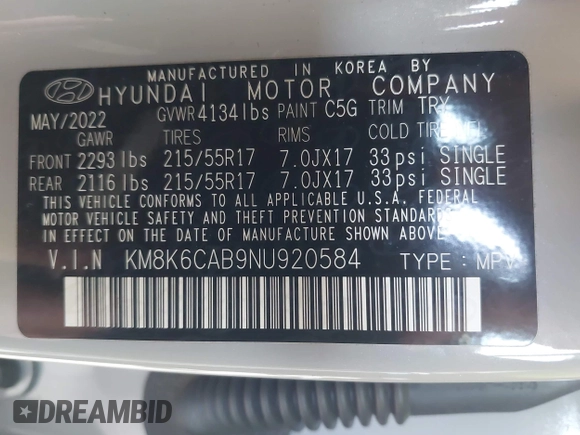 MANUFACTURED IN KOREA BY
HYUNDAI MOTOR COMPANY
MAY/2022 GVWR 4134 lbs PAINT C5G TRIM TRY
GAWR TIRES RIMS COLD
FRONT 2293 lbs 215/55R17 7.0JX17 33 psi SINGLE
REAR 2116 lbs 215/55R17 7.0JX17 33 psi SINGLE
THIS VEHICLE CONFORMS TO ALL APPLICABLE U.S.A. FEDERAL
MOTOR VEHICLE SAFETY AND THEFT PREVENTION STANDARDS
IN EFFECT ON THE DATE OF MANUFACTURE SHOWN ABOVE.
V.I.N KM8K6CAB9NU920584 TYPE : MPV
DREAMBID